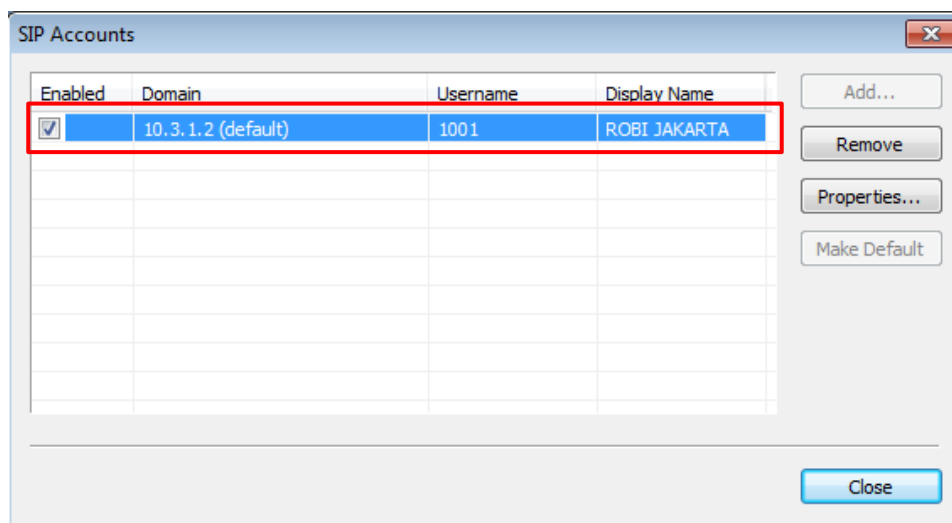 SIP Accounts
Enabled Domain Username Display Name
10.3.1.2 (default) 1001 ROBI JAKARTA
Add...
Remove
Properties...
Make Default
Close